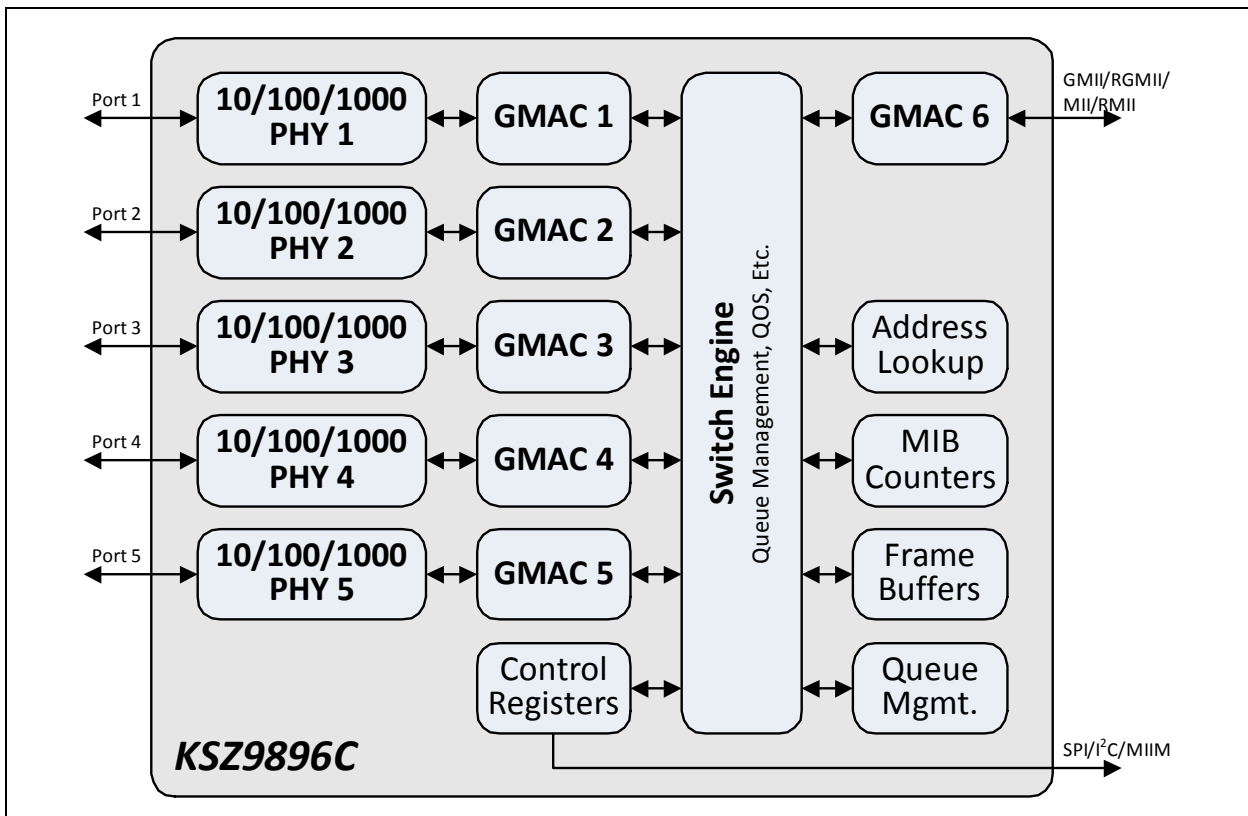 Port 1
10/100/1000
PHY 1
GMAC 1
GMAC 6
GMII/RGMII/
MII/RMII
Port 2
10/100/1000
PHY 2
GMAC 2
Port 3
10/100/1000
PHY 3
GMAC 3
Switch Engine
Queue Management, QOS, Etc.
Address
Lookup
Port 4
10/100/1000
PHY 4
GMAC 4
MIB
Counters
Port 5
10/100/1000
PHY 5
GMAC 5
Frame
Buffers
Control
Registers
Queue
Mgmt.
KSZ9896C
SPI/I²C/MIIM